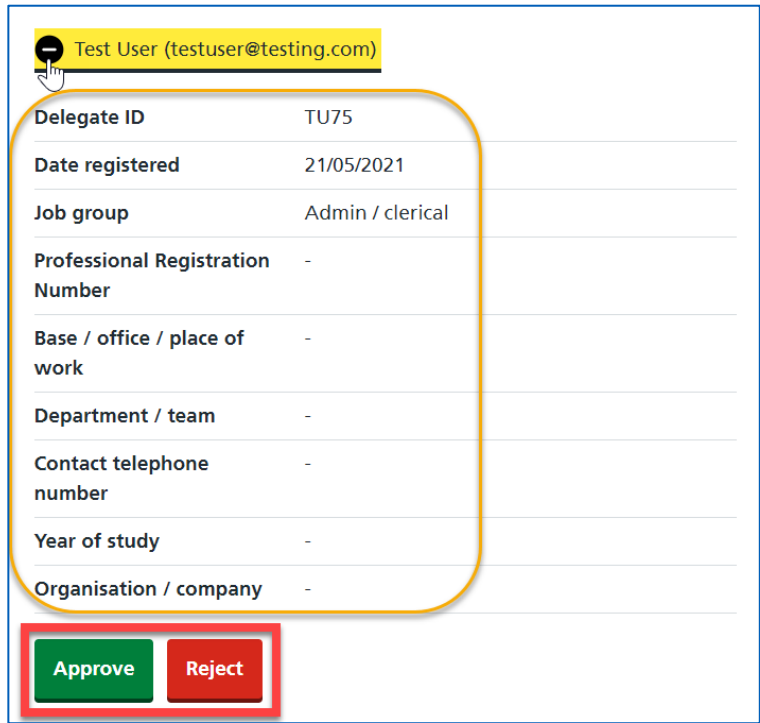 Test User (testuser@testing.com)
Delegate ID TU75
Date registered 21/05/2021
Job group Admin / clerical
Professional Registration -
Number
Base / office / place of -
work
Department / team -
Contact telephone -
number
Year of study -
Organisation / company -
Approve Reject